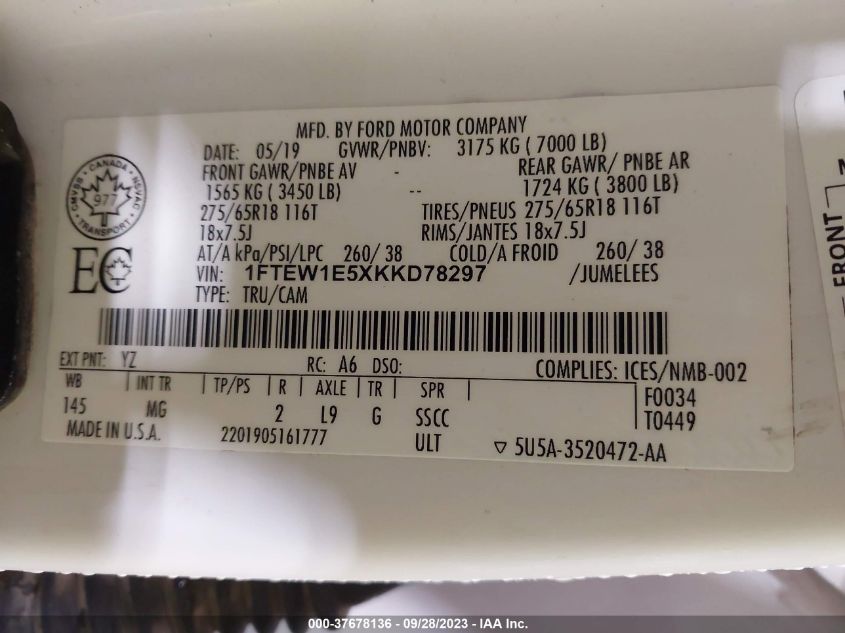 MFD. BY FORD MOTOR COMPANY
DATE: 05/19 GVWR/PNBV: 3175 KG ( 7000 LB)
FRONT GAWR/PNBE AV - REAR GAWR/ PNBE AR
1565 KG ( 3450 LB) -- 1724 KG ( 3800 LB)
275/65R18 116T TIRES/PNEUS 275/65R18 116T
18x7.5J RIMS/JANTES 18x7.5J
AT/A kPa/PSI/LPC 260/ 38 COLD/A FROID 260/ 38
VIN: 1FTEW1E5XKKD78297 /JUMELEES
TYPE: TRU/CAM
CANADA
CMVSS NSVAC
977
TRANSPORT
EC
EXT PNT: YZ RC: A6 DSO: COMPLIES: ICES/NMB-002
WB INT TR TP/PS R AXLE TR SPR F0034
145 MG 2 L9 G SSCC T0449
MADE IN U.S.A. 2201905161777 ULT ▽ 5U5A-3520472-AA
FRONT
000-37678136 - 09/28/2023 - IAA Inc.